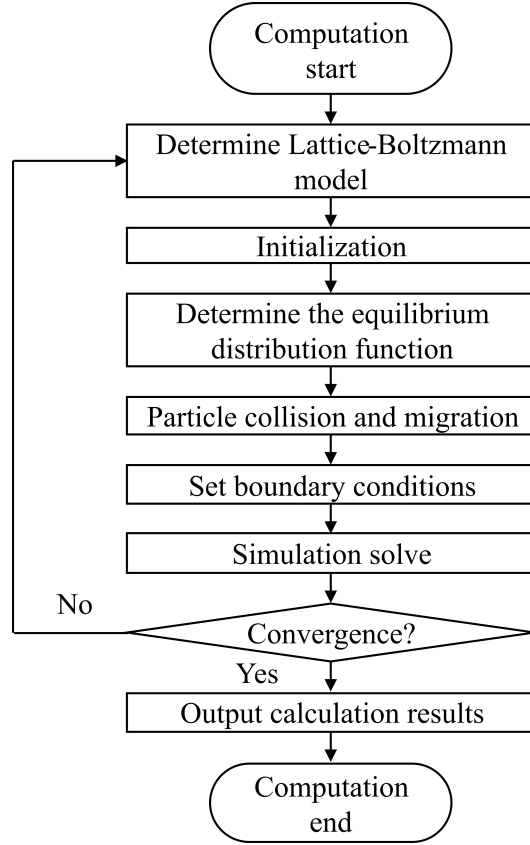 Computation
start
Determine Lattice-Boltzmann
model
Initialization
Determine the equilibrium
distribution function
Particle collision and migration
Set boundary conditions
Simulation solve
No
Convergence?
Yes
Output calculation results
Computation
end